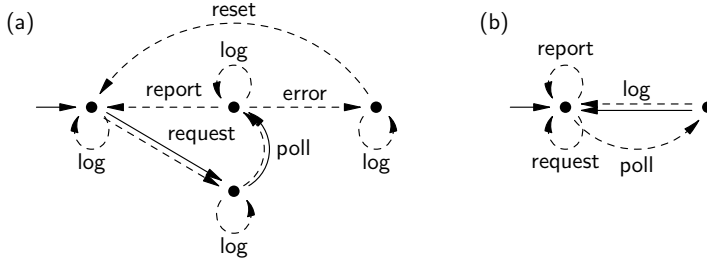 (a)
reset
(b)
log
report
report
error
log
request
log
poll
log
request
poll
log